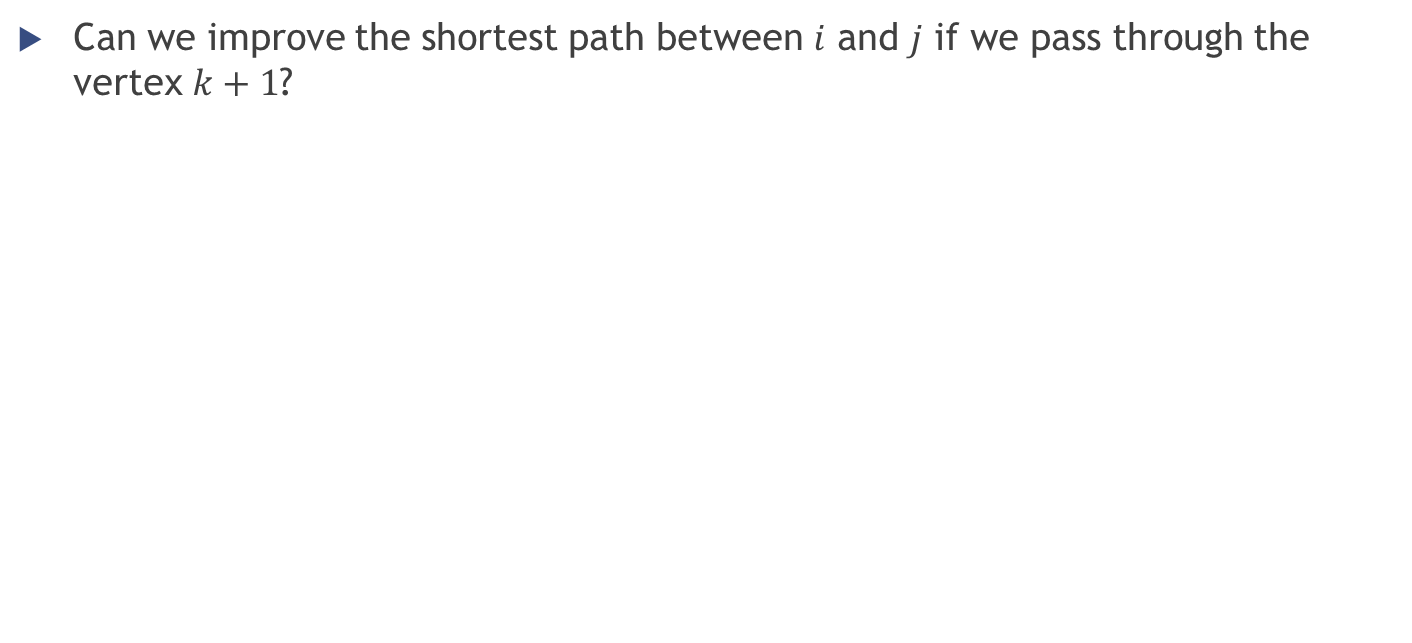 Can we improve the shortest path between i and j if we pass through the
vertex k + 1?